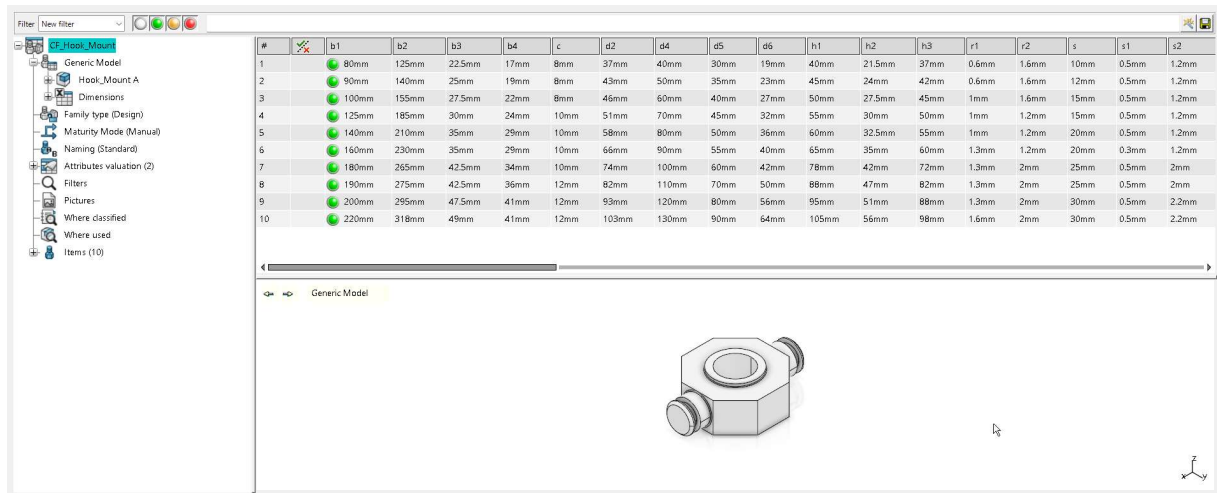 Filter New filter
CF_Hook_Mount
Generic Model
Hook_Mount A
Dimensions
Family type (Design)
Maturity Mode (Manual)
Naming (Standard)
Attributes valuation (2)
Filters
Pictures
Where classified
Where used
Items (10)
# b1 b2 b3 b4 c d2 d4 d5 d6 h1 h2 h3 r1 r2 s s1 s2
1 80mm 125mm 22.5mm 17mm 8mm 37mm 40mm 30mm 19mm 40mm 21.5mm 37mm 0.6mm 1.6mm 10mm 0.5mm 1.2mm
2 90mm 140mm 25mm 19mm 8mm 43mm 50mm 35mm 23mm 45mm 24mm 42mm 0.6mm 1.6mm 12mm 0.5mm 1.2mm
3 100mm 155mm 27.5mm 22mm 8mm 46mm 60mm 40mm 27mm 50mm 27.5mm 45mm 1mm 1.6mm 15mm 0.5mm 1.2mm
4 125mm 185mm 30mm 24mm 10mm 51mm 70mm 45mm 32mm 55mm 30mm 50mm 1mm 1.2mm 15mm 0.5mm 1.2mm
5 140mm 210mm 35mm 29mm 10mm 58mm 80mm 50mm 36mm 60mm 32.5mm 55mm 1mm 1.2mm 20mm 0.5mm 1.2mm
6 160mm 230mm 35mm 29mm 10mm 66mm 90mm 55mm 40mm 65mm 35mm 60mm 1.3mm 1.2mm 20mm 0.3mm 1.2mm
7 180mm 265mm 42.5mm 34mm 10mm 74mm 100mm 60mm 42mm 78mm 42mm 72mm 1.3mm 2mm 25mm 0.5mm 2mm
8 190mm 275mm 42.5mm 36mm 12mm 82mm 110mm 70mm 50mm 88mm 47mm 82mm 1.3mm 2mm 25mm 0.5mm 2mm
9 200mm 295mm 47.5mm 41mm 12mm 93mm 120mm 80mm 56mm 95mm 51mm 88mm 1.3mm 2mm 30mm 0.5mm 2.2mm
10 220mm 318mm 49mm 41mm 12mm 103mm 130mm 90mm 64mm 105mm 56mm 98mm 1.6mm 2mm 30mm 0.5mm 2.2mm
Generic Model
z
x y